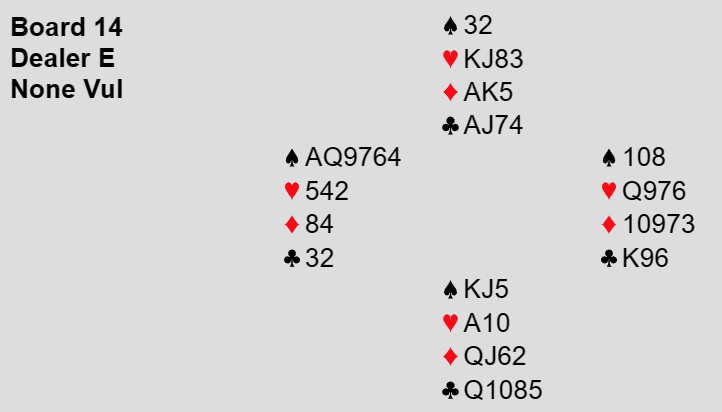 Board 14
Dealer E
None Vul
♠ 32
♥ KJ83
♦ AK5
♣ AJ74
♠ AQ9764
♥ 542
♦ 84
♣ 32
♠ 108
♥ Q976
♦ 10973
♣ K96
♠ KJ5
♥ A10
♦ QJ62
♣ Q1085